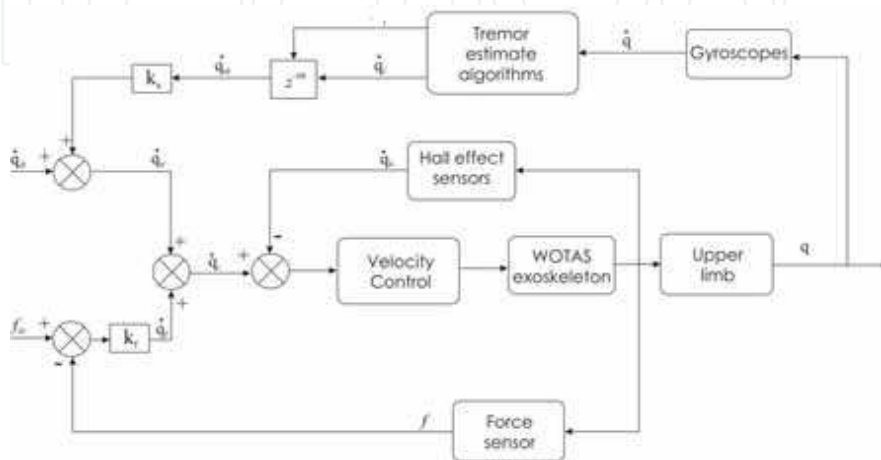 Tremor
estimate
algorithms
q̇
Gyroscopes
z⁻ᵐ
Hall effect
sensors
+
+
+
+
+
-
Velocity
Control
WOTAS
exoskeleton
Upper
limb
q
+
-
f
Force
sensor